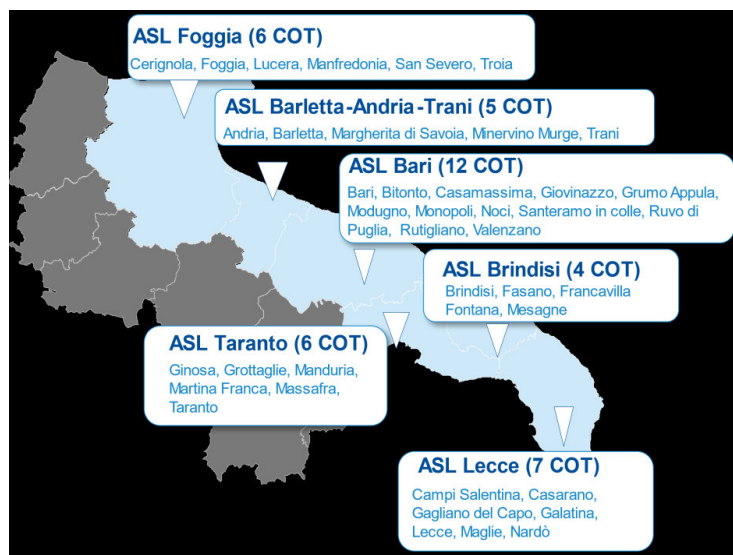 ASL Foggia (6 COT)
Cerignola, Foggia, Lucera, Manfredonia, San Severo, Troia
ASL Barletta-Andria-Trani (5 COT)
Andria, Barletta, Margherita di Savoia, Minervino Murge, Trani
ASL Bari (12 COT)
Bari, Bitonto, Casamassima, Giovinazzo, Grumo Appula,
Modugno, Monopoli, Noci, Santeramo in colle, Ruvo di
Puglia, Rutigliano, Valenzano
ASL Brindisi (4 COT)
Brindisi, Fasano, Francavilla
Fontana, Mesagne
ASL Taranto (6 COT)
Ginosa, Grottaglie, Manduria,
Martina Franca, Massafra,
Taranto
ASL Lecce (7 COT)
Campi Salentina, Casarano,
Gagliano del Capo, Galatina,
Lecce, Maglie, Nardò